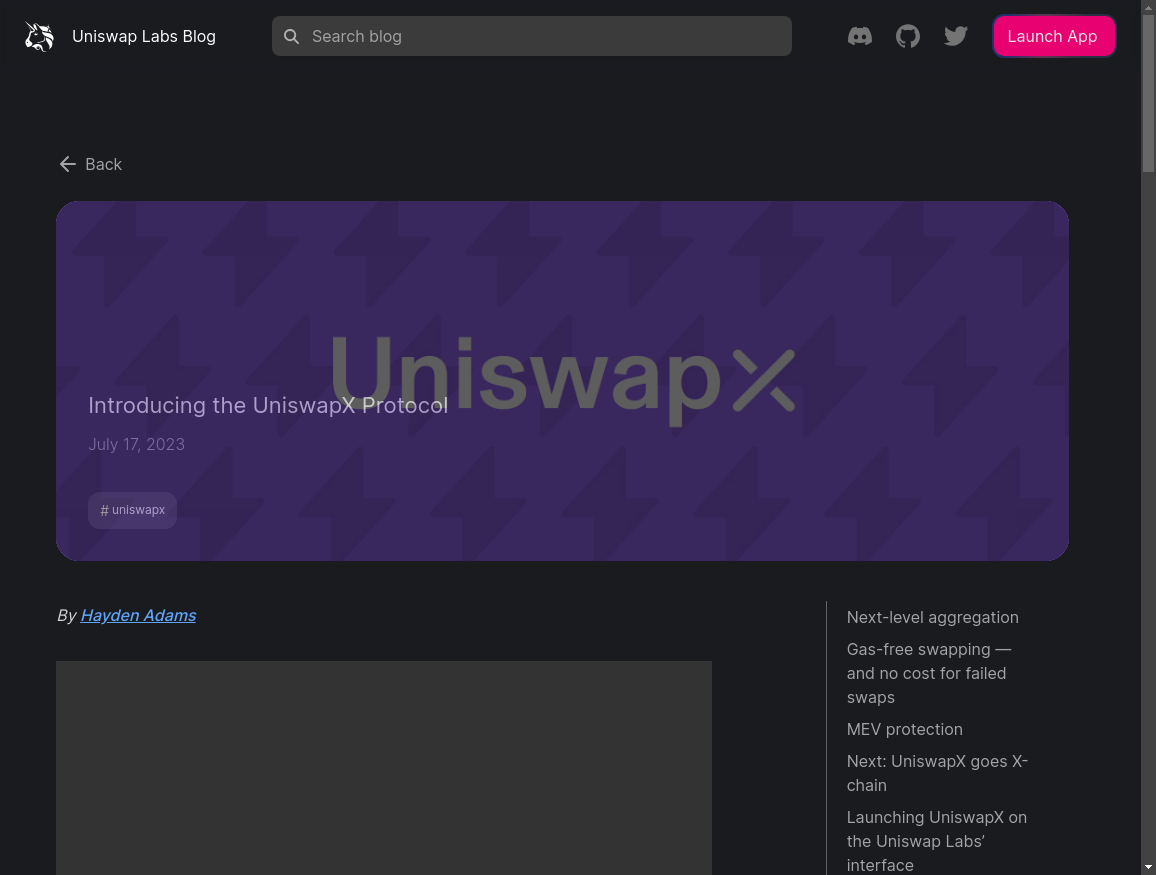 Uniswap Labs Blog
Search blog
Launch App
Back
UniswapX
Introducing the UniswapX Protocol
July 17, 2023
# uniswapx
By Hayden Adams
Next-level aggregation
Gas-free swapping —
and no cost for failed
swaps
MEV protection
Next: UniswapX goes X-
chain
Launching UniswapX on
the Uniswap Labs’
interface